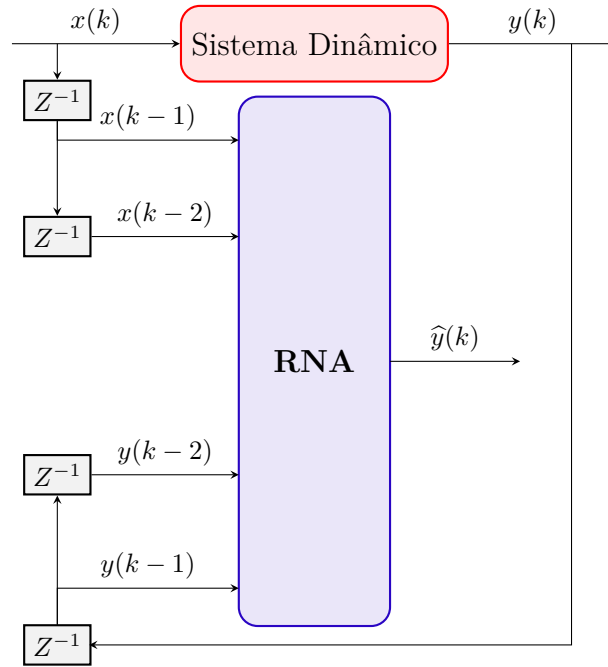 x(k)
Sistema Dinâmico
y(k)
Z⁻¹
x(k − 1)
Z⁻¹
x(k − 2)
RNA
ŷ(k)
Z⁻¹
y(k − 2)
y(k − 1)
Z⁻¹